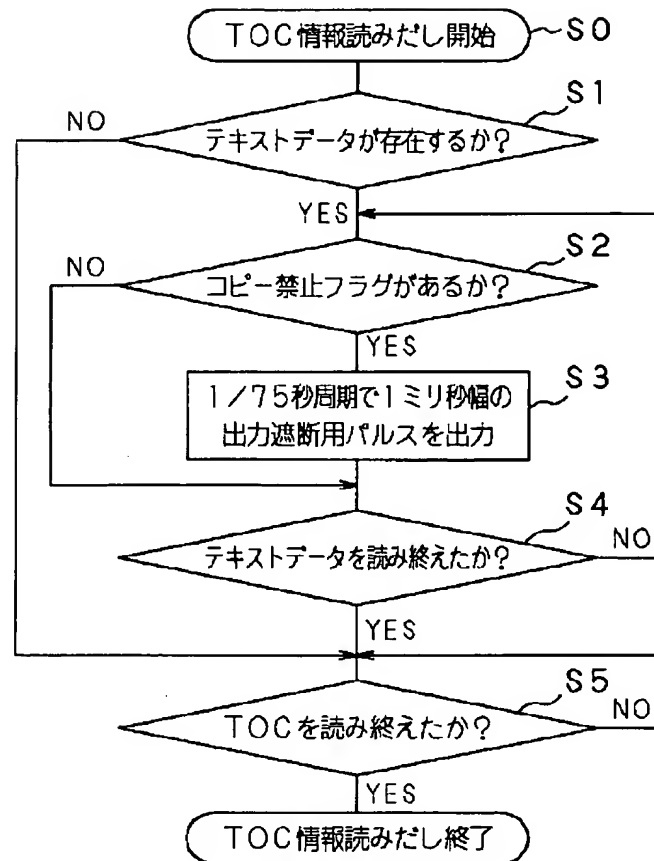 TOC情報読みだし開始
S0
S1
NO
テキストデータが存在するか?
YES
S2
NO
コピー禁止フラグがあるか?
YES
S3
1/75秒周期で1ミリ秒幅の
出力遮断用パルスを出力
S4
テキストデータを読み終えたか?
NO
YES
S5
TOCを読み終えたか?
NO
YES
TOC情報読みだし終了